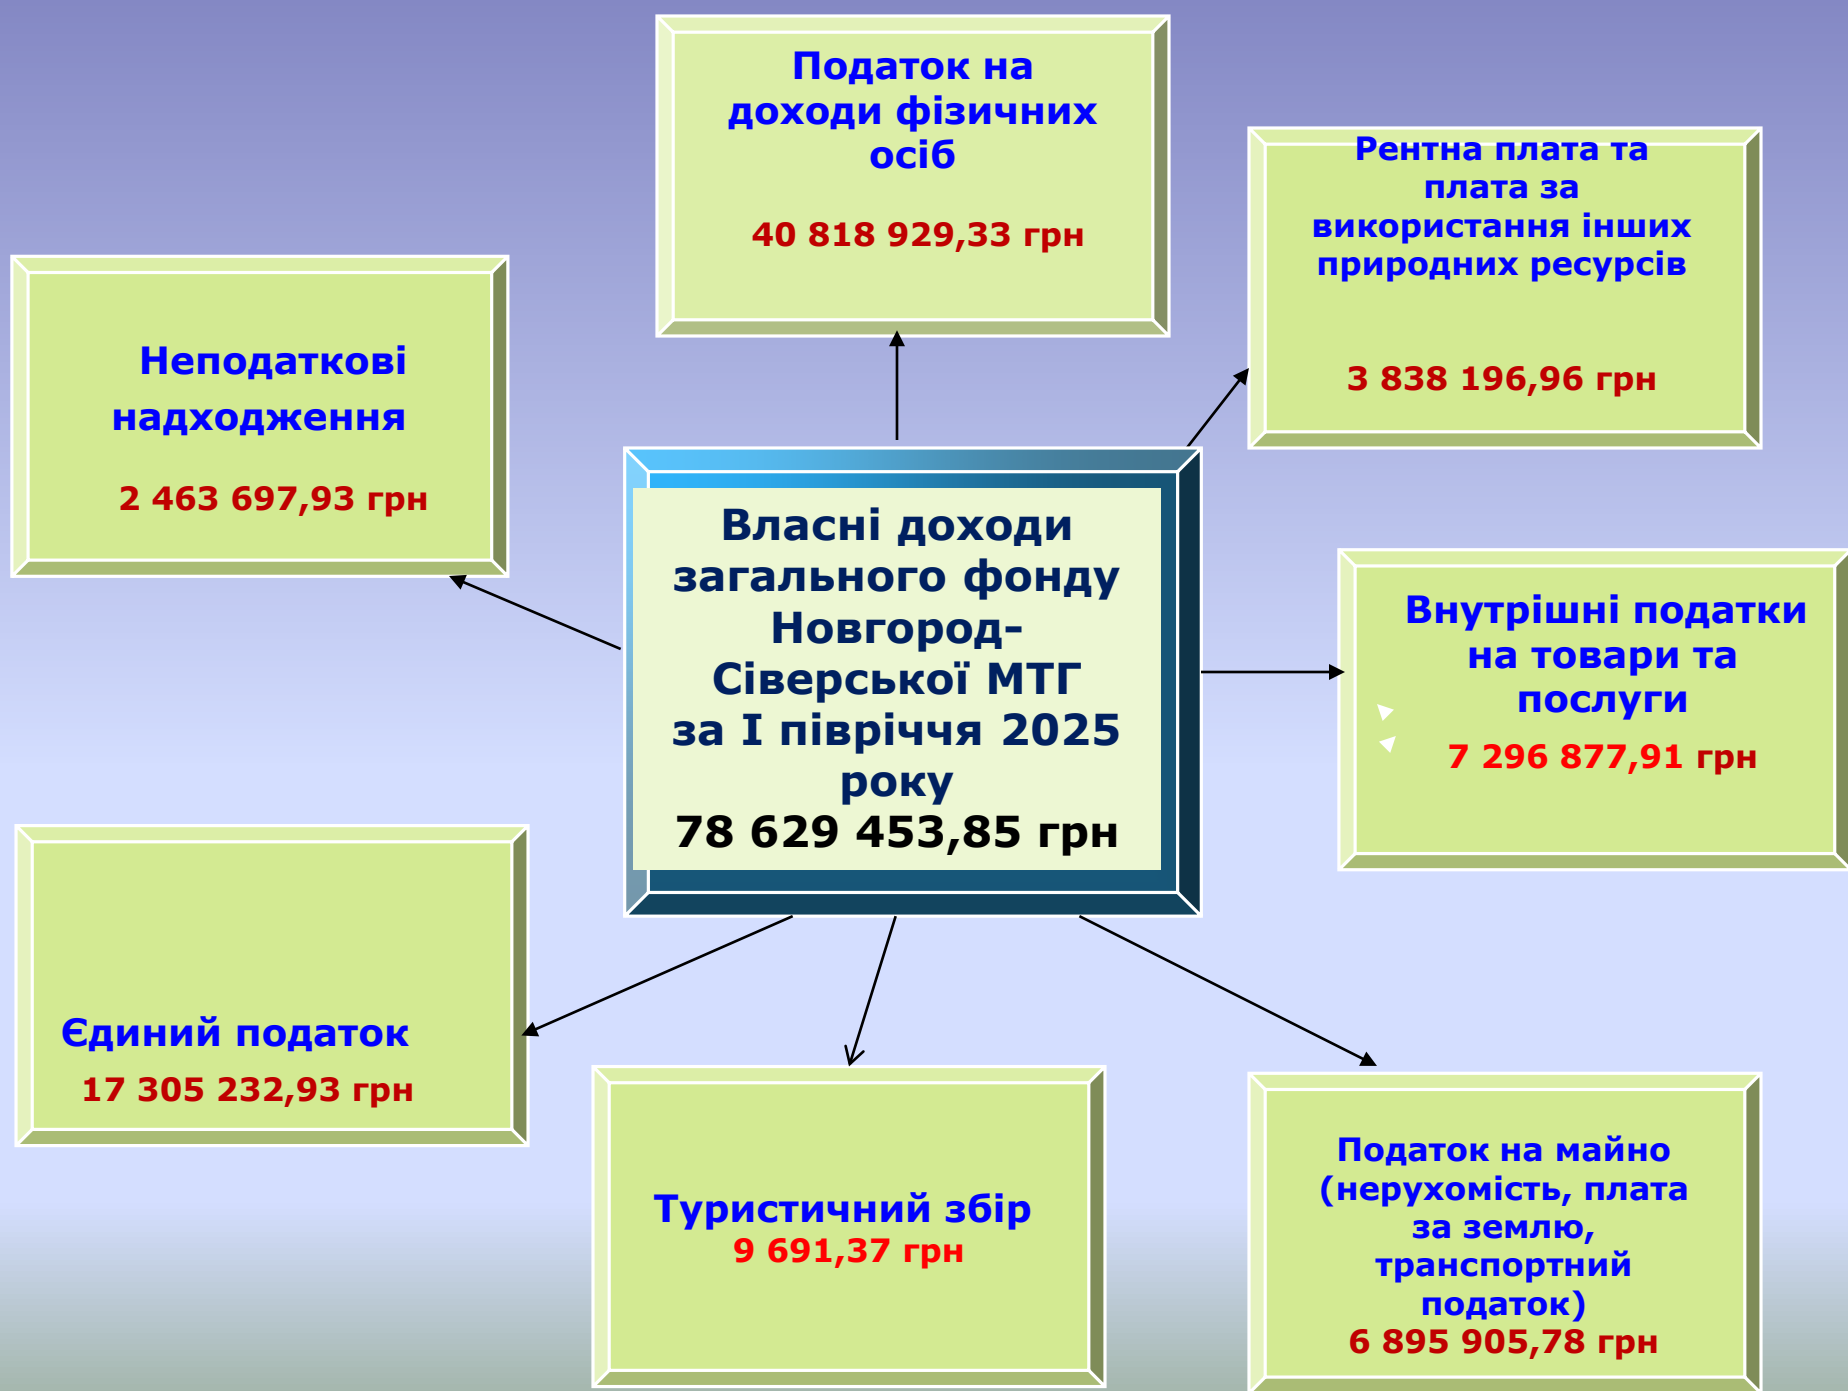 Податок на
доходи фізичних
осіб
40 818 929,33 грн
Рентна плата та
плата за
використання інших
природних ресурсів
3 838 196,96 грн
Неподаткові
надходження
2 463 697,93 грн
Власні доходи
загального фонду
Новгород–
Сіверської МТГ
за І півріччя 2025
року
78 629 453,85 грн
Внутрішні податки
на товари та
послуги
7 296 877,91 грн
Єдиний податок
17 305 232,93 грн
Туристичний збір
9 691,37 грн
Податок на майно
(нерухомість, плата
за землю,
транспортний
податок)
6 895 905,78 грн